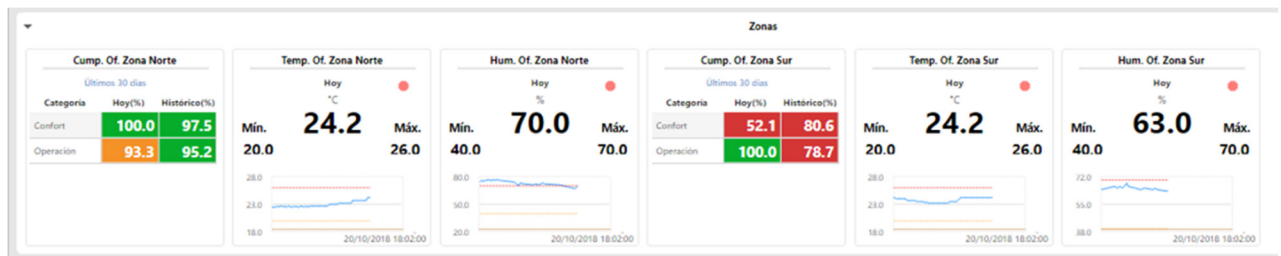 Zonas
Cump. Of. Zona Norte
Últimos 30 días
Categoría Hoy(%) Histórico(%)
Confort 100.0 97.5
Operación 93.3 95.2
Temp. Of. Zona Norte
Hoy
°C
Mín. 24.2 Máx.
20.0 26.0
28.0
23.0
18.0
20/10/2018 18:02:00
Hum. Of. Zona Norte
Hoy
%
Mín. 70.0 Máx.
40.0 70.0
80.0
50.0
20.0
20/10/2018 18:02:00
Cump. Of. Zona Sur
Últimos 30 días
Categoría Hoy(%) Histórico(%)
Confort 52.1 80.6
Operación 100.0 78.7
Temp. Of. Zona Sur
Hoy
°C
Mín. 24.2 Máx.
20.0 26.0
28.0
23.0
18.0
20/10/2018 18:02:00
Hum. Of. Zona Sur
Hoy
%
Mín. 63.0 Máx.
40.0 70.0
72.0
55.0
38.0
20/10/2018 18:02:00